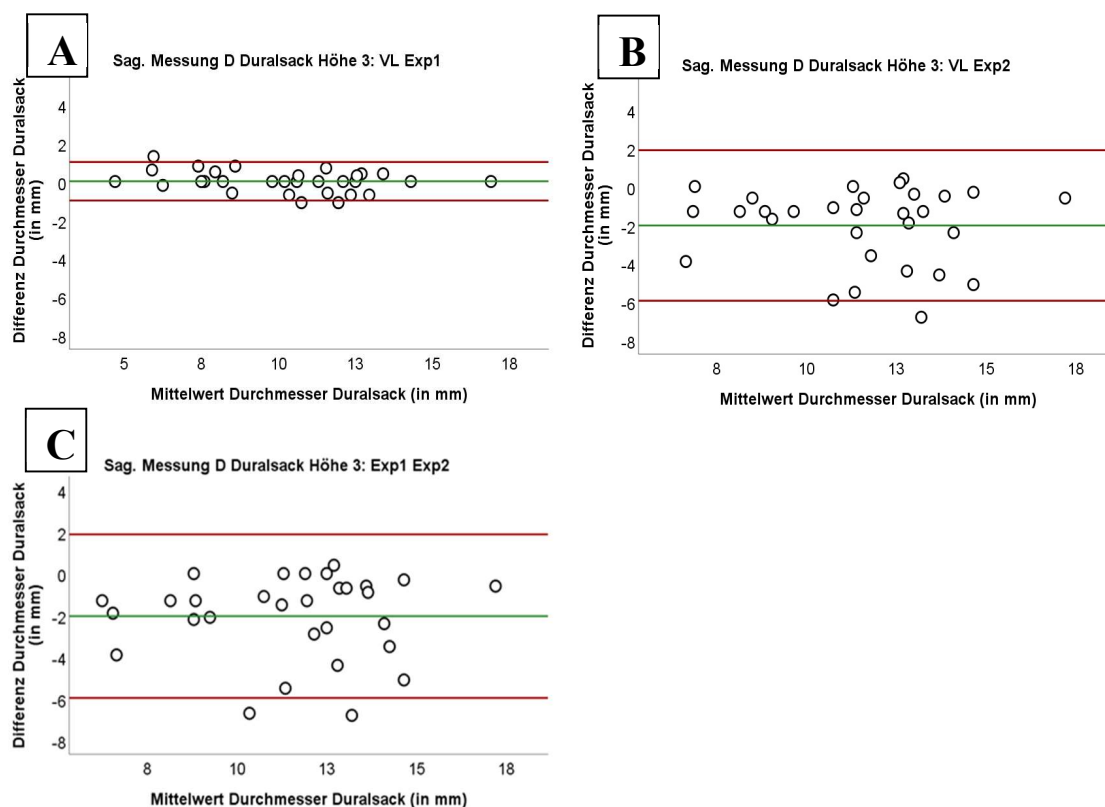 A
Sag. Messung D Duralsack Höhe 3: VL Exp1
Differenz Durchmesser Duralsack
(in mm)
4
2
0
-2
-4
-6
-8
5 8 10 13 15 18
Mittelwert Durchmesser Duralsack (in mm)
B
Sag. Messung D Duralsack Höhe 3: VL Exp2
Differenz Durchmesser Duralsack
(in mm)
4
2
0
-2
-4
-6
-8
8 10 13 15 18
Mittelwert Durchmesser Duralsack (in mm)
C
Sag. Messung D Duralsack Höhe 3: Exp1 Exp2
Differenz Durchmesser Duralsack
(in mm)
4
2
0
-2
-4
-6
-8
8 10 13 15 18
Mittelwert Durchmesser Duralsack (in mm)